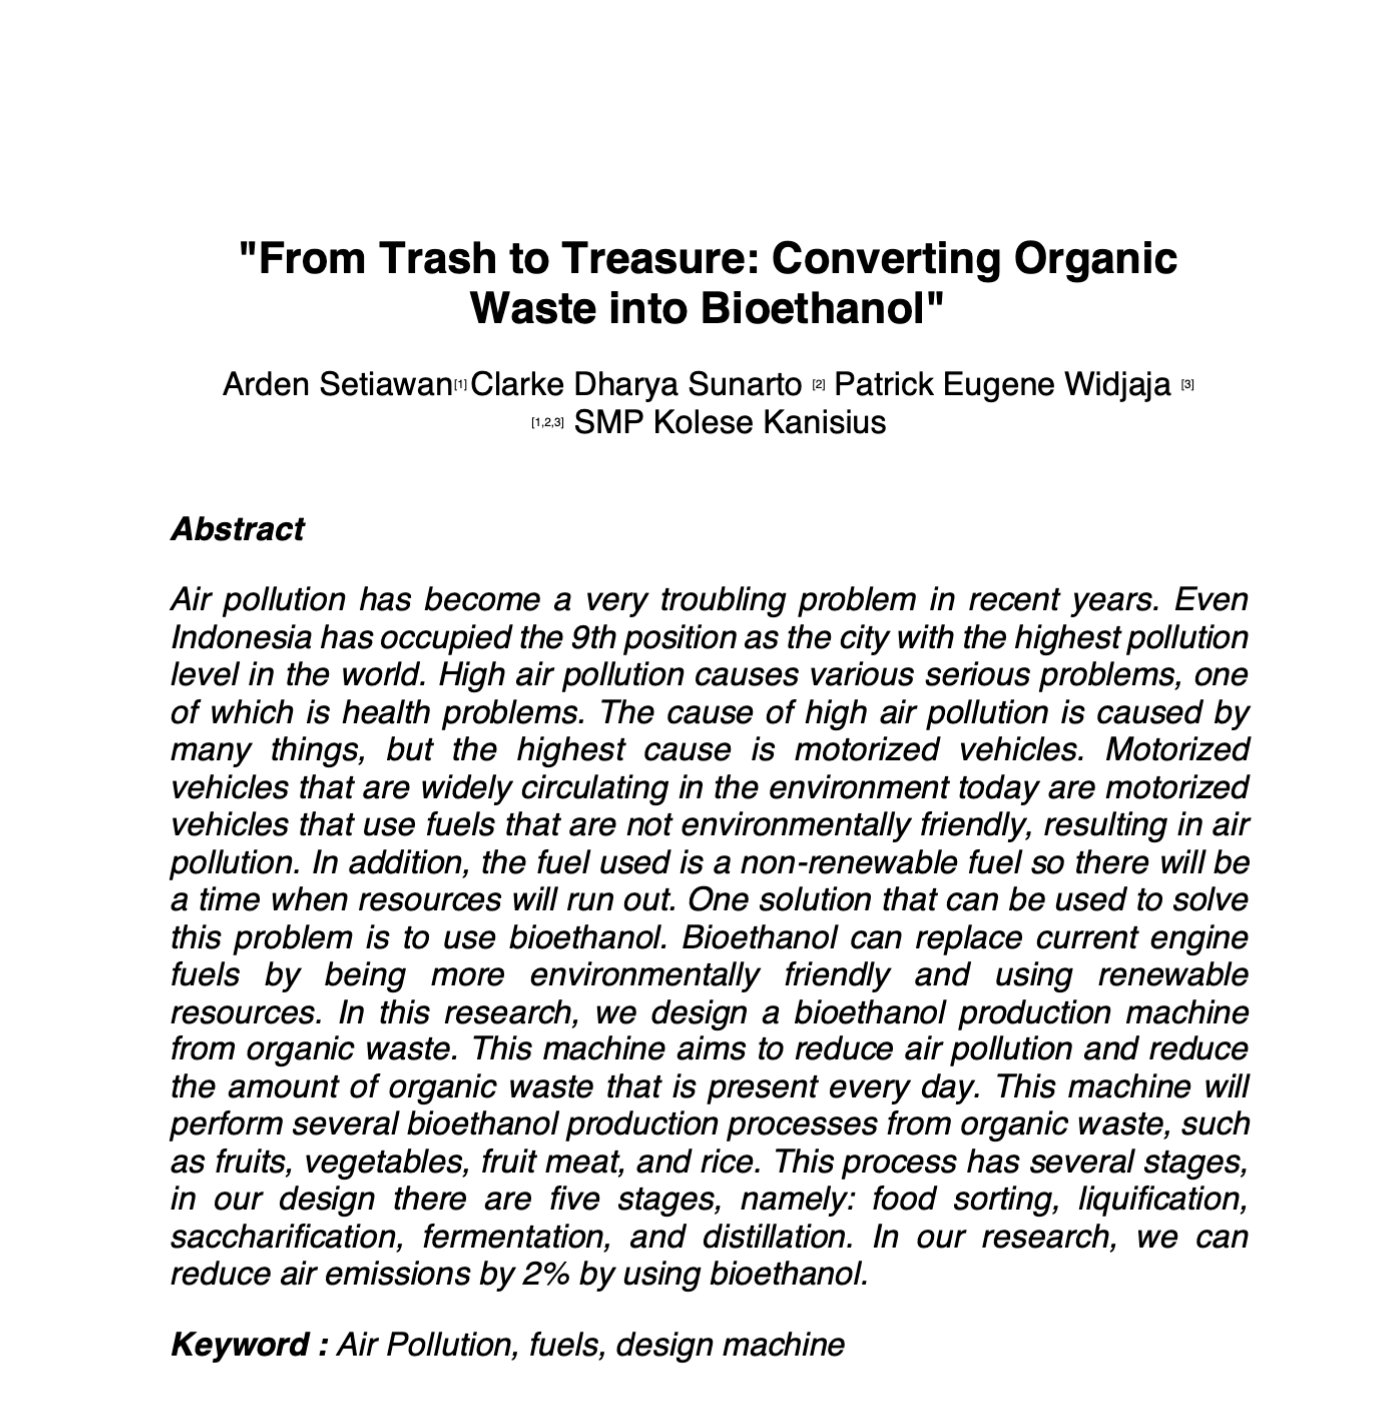 "From Trash to Treasure: Converting Organic
Waste into Bioethanol"
Arden Setiawan[1] Clarke Dharya Sunarto [2] Patrick Eugene Widjaja [3]
[1,2,3] SMP Kolese Kanisius
Abstract
Air pollution has become a very troubling problem in recent years. Even
Indonesia has occupied the 9th position as the city with the highest pollution
level in the world. High air pollution causes various serious problems, one
of which is health problems. The cause of high air pollution is caused by
many things, but the highest cause is motorized vehicles. Motorized
vehicles that are widely circulating in the environment today are motorized
vehicles that use fuels that are not environmentally friendly, resulting in air
pollution. In addition, the fuel used is a non-renewable fuel so there will be
a time when resources will run out. One solution that can be used to solve
this problem is to use bioethanol. Bioethanol can replace current engine
fuels by being more environmentally friendly and using renewable
resources. In this research, we design a bioethanol production machine
from organic waste. This machine aims to reduce air pollution and reduce
the amount of organic waste that is present every day. This machine will
perform several bioethanol production processes from organic waste, such
as fruits, vegetables, fruit meat, and rice. This process has several stages,
in our design there are five stages, namely: food sorting, liquification,
saccharification, fermentation, and distillation. In our research, we can
reduce air emissions by 2% by using bioethanol.
Keyword : Air Pollution, fuels, design machine